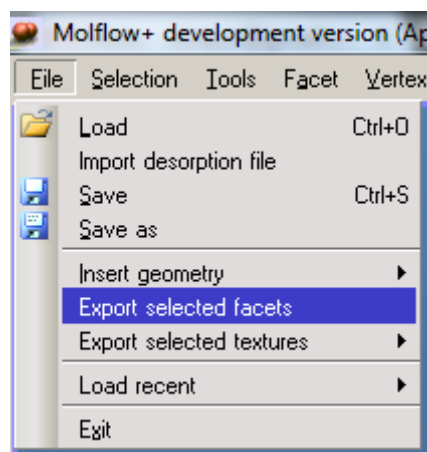 Molflow+ development version (Ap
File Selection Tools Facet Vertex
Load Ctrl+O
Import desorption file
Save Ctrl+S
Save as
Insert geometry
Export selected facets
Export selected textures
Load recent
Exit